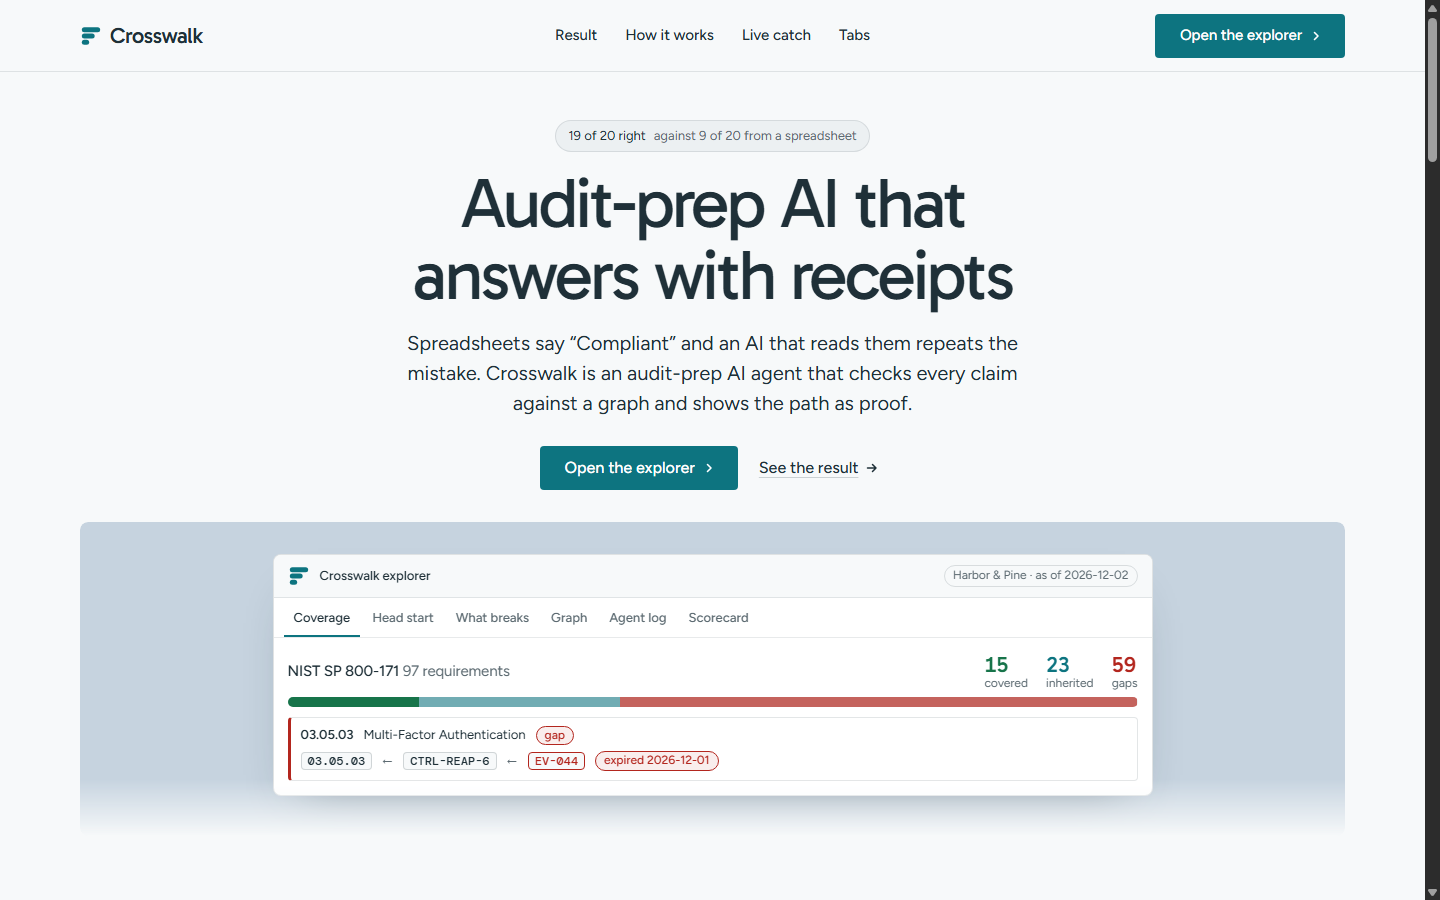 Crosswalk
Result How it works Live catch Tabs
Open the explorer
19 of 20 right against 9 of 20 from a spreadsheet
Audit-prep AI that
answers with receipts
Spreadsheets say “Compliant” and an AI that reads them repeats the
mistake. Crosswalk is an audit-prep AI agent that checks every claim
against a graph and shows the path as proof.
Open the explorer
See the result →
Crosswalk explorer
Harbor & Pine · as of 2026-12-02
Coverage Head start What breaks Graph Agent log Scorecard
NIST SP 800-171 97 requirements
15 23 59
covered inherited gaps
03.05.03 Multi-Factor Authentication gap
03.05.03 ← CTRL-REAP-6 ← EV-044 expired 2026-12-01